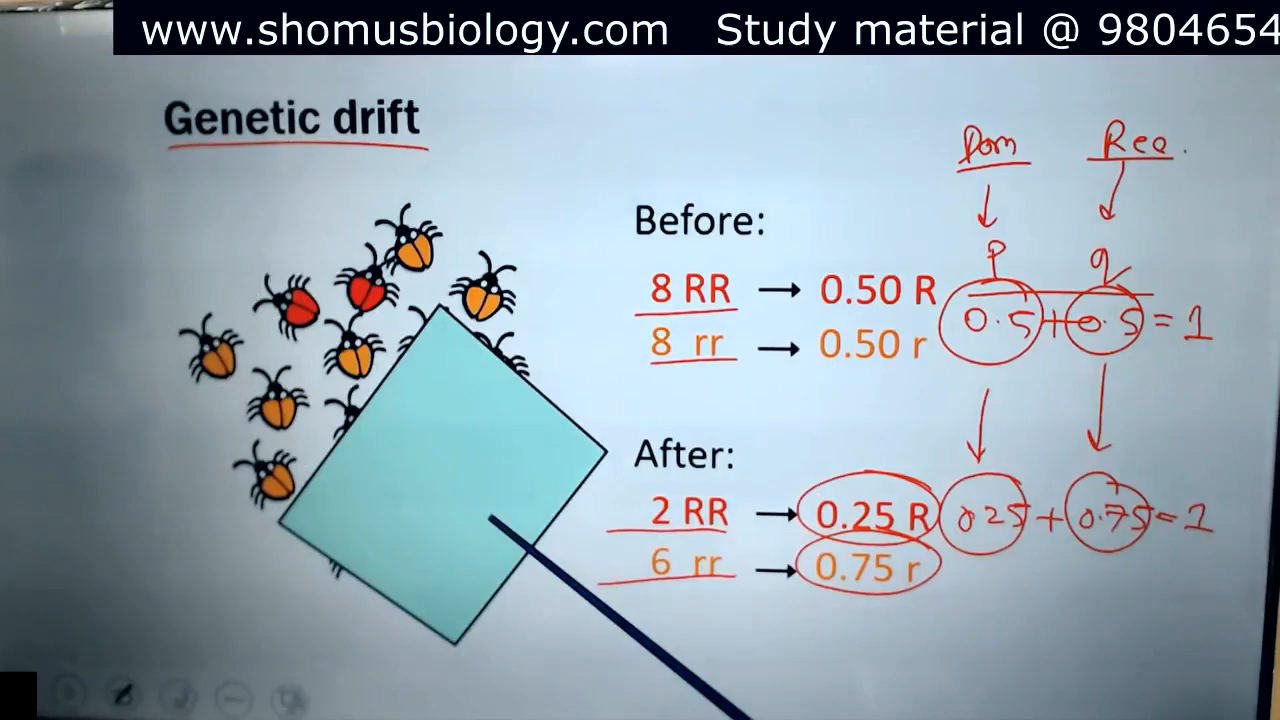 www.shomusbiology.com Study material @ 9804654
Genetic drift
Dom Rec.
Before:
p q
8 RR → 0.50 R
8 rr → 0.50 r
0.5 + 0.5 = 1
After:
2 RR → 0.25 R
6 rr → 0.75 r
0.25 + 0.75 = 1